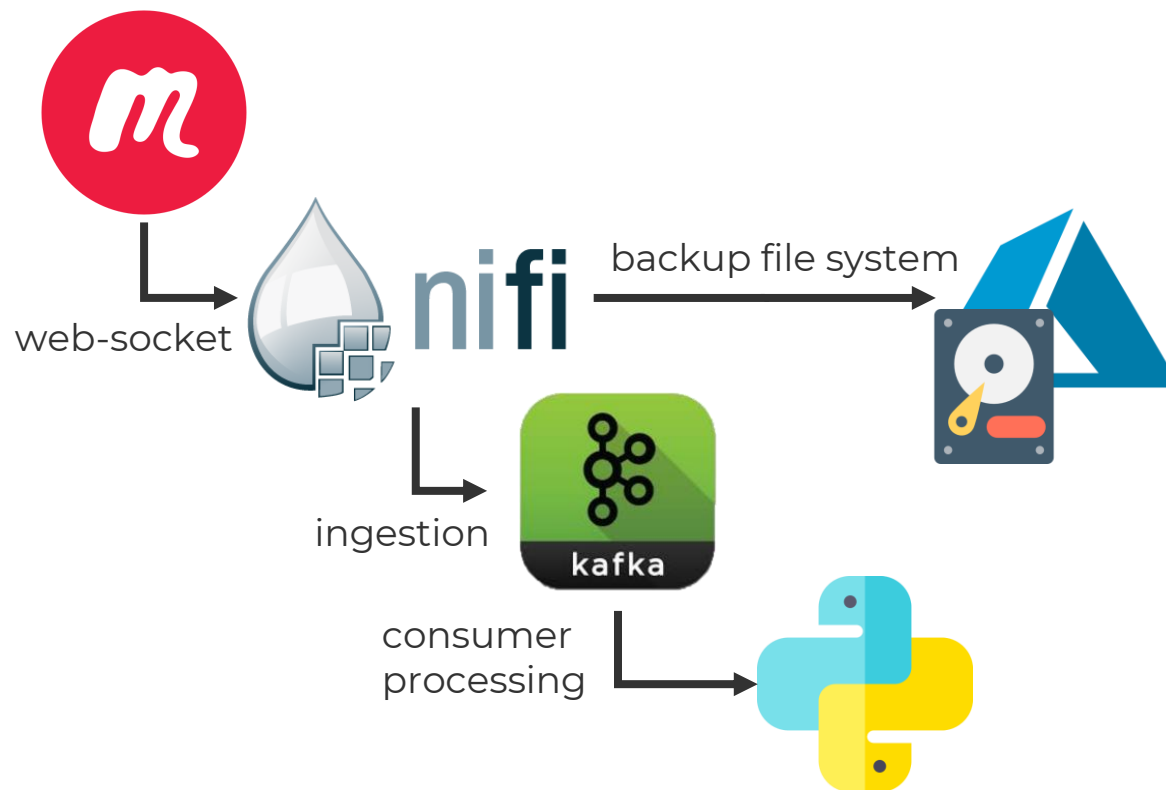 m
web-socket
nifi
backup file system
ingestion
kafka
consumer
processing